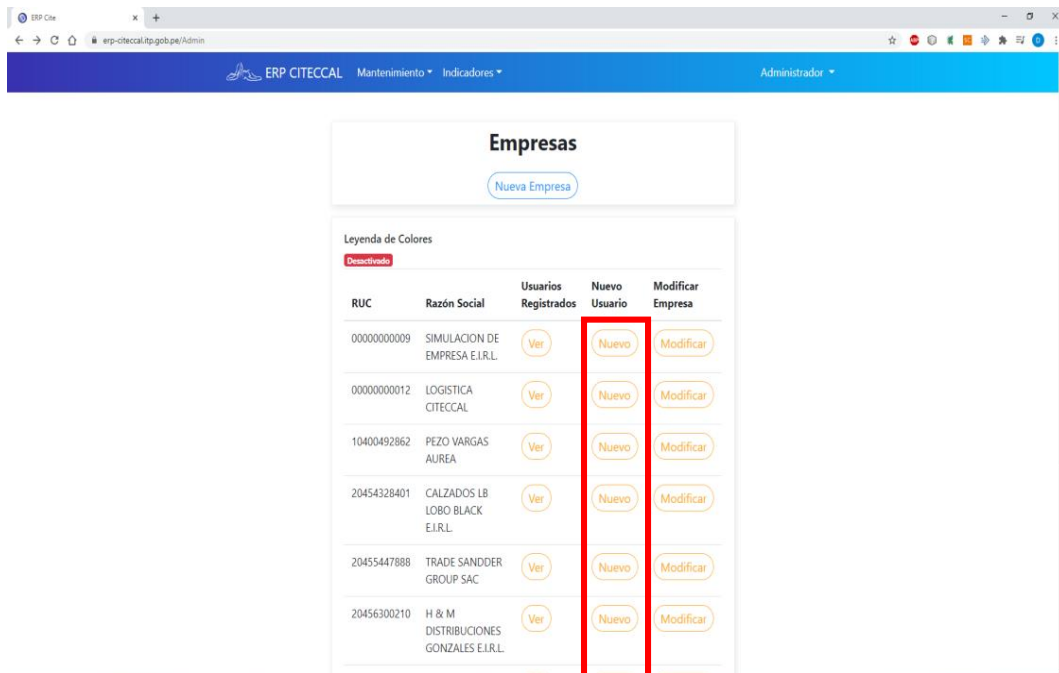 ERP Cite
erp-citeccal.itp.gob.pe/Admin
ERP CITECCAL Mantenimiento Indicadores Administrador
Empresas
Nueva Empresa
Leyenda de Colores
Desactivado
RUC Razón Social Usuarios Registrados Nuevo Usuario Modificar Empresa
00000000009 SIMULACION DE Ver Nuevo Modificar
EMPRESA E.I.R.L.
00000000012 LOGISTICA Ver Nuevo Modificar
CITECCAL
10400492862 PEZO VARGAS Ver Nuevo Modificar
AUREA
20454328401 CALZADOS LB Ver Nuevo Modificar
LOBO BLACK
E.I.R.L.
20455447888 TRADE SANDDER Ver Nuevo Modificar
GROUP SAC
20456300210 H & M Ver Nuevo Modificar
DISTRIBUCIONES
GONZALES E.I.R.L.